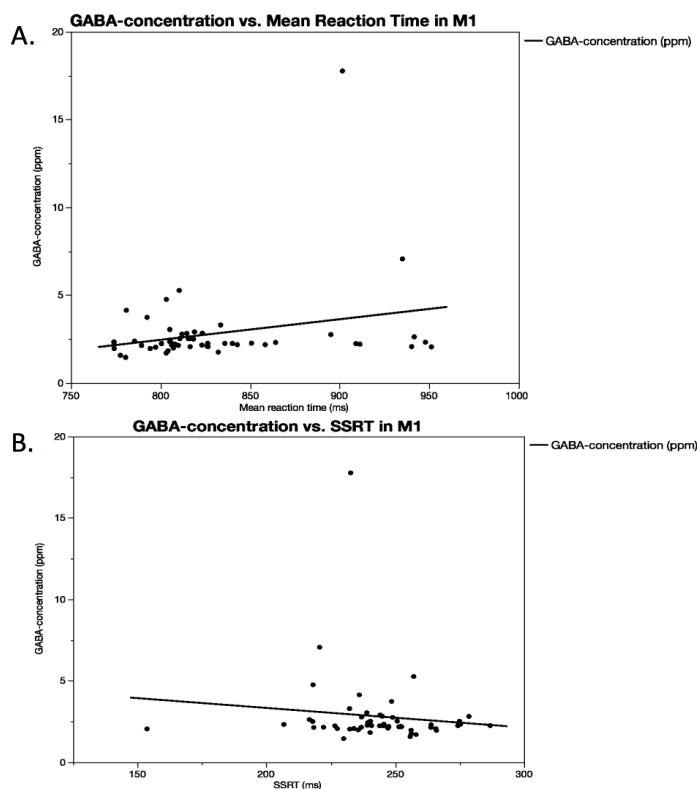 A.
GABA-concentration vs. Mean Reaction Time in M1
GABA-concentration (ppm)
20
15
10
5
0
GABA-concentration (ppm)
750
800
850
900
950
1000
Mean reaction time (ms)
B.
GABA-concentration vs. SSRT in M1
GABA-concentration (ppm)
20
15
10
5
0
GABA-concentration (ppm)
150
200
250
300
SSRT (ms)